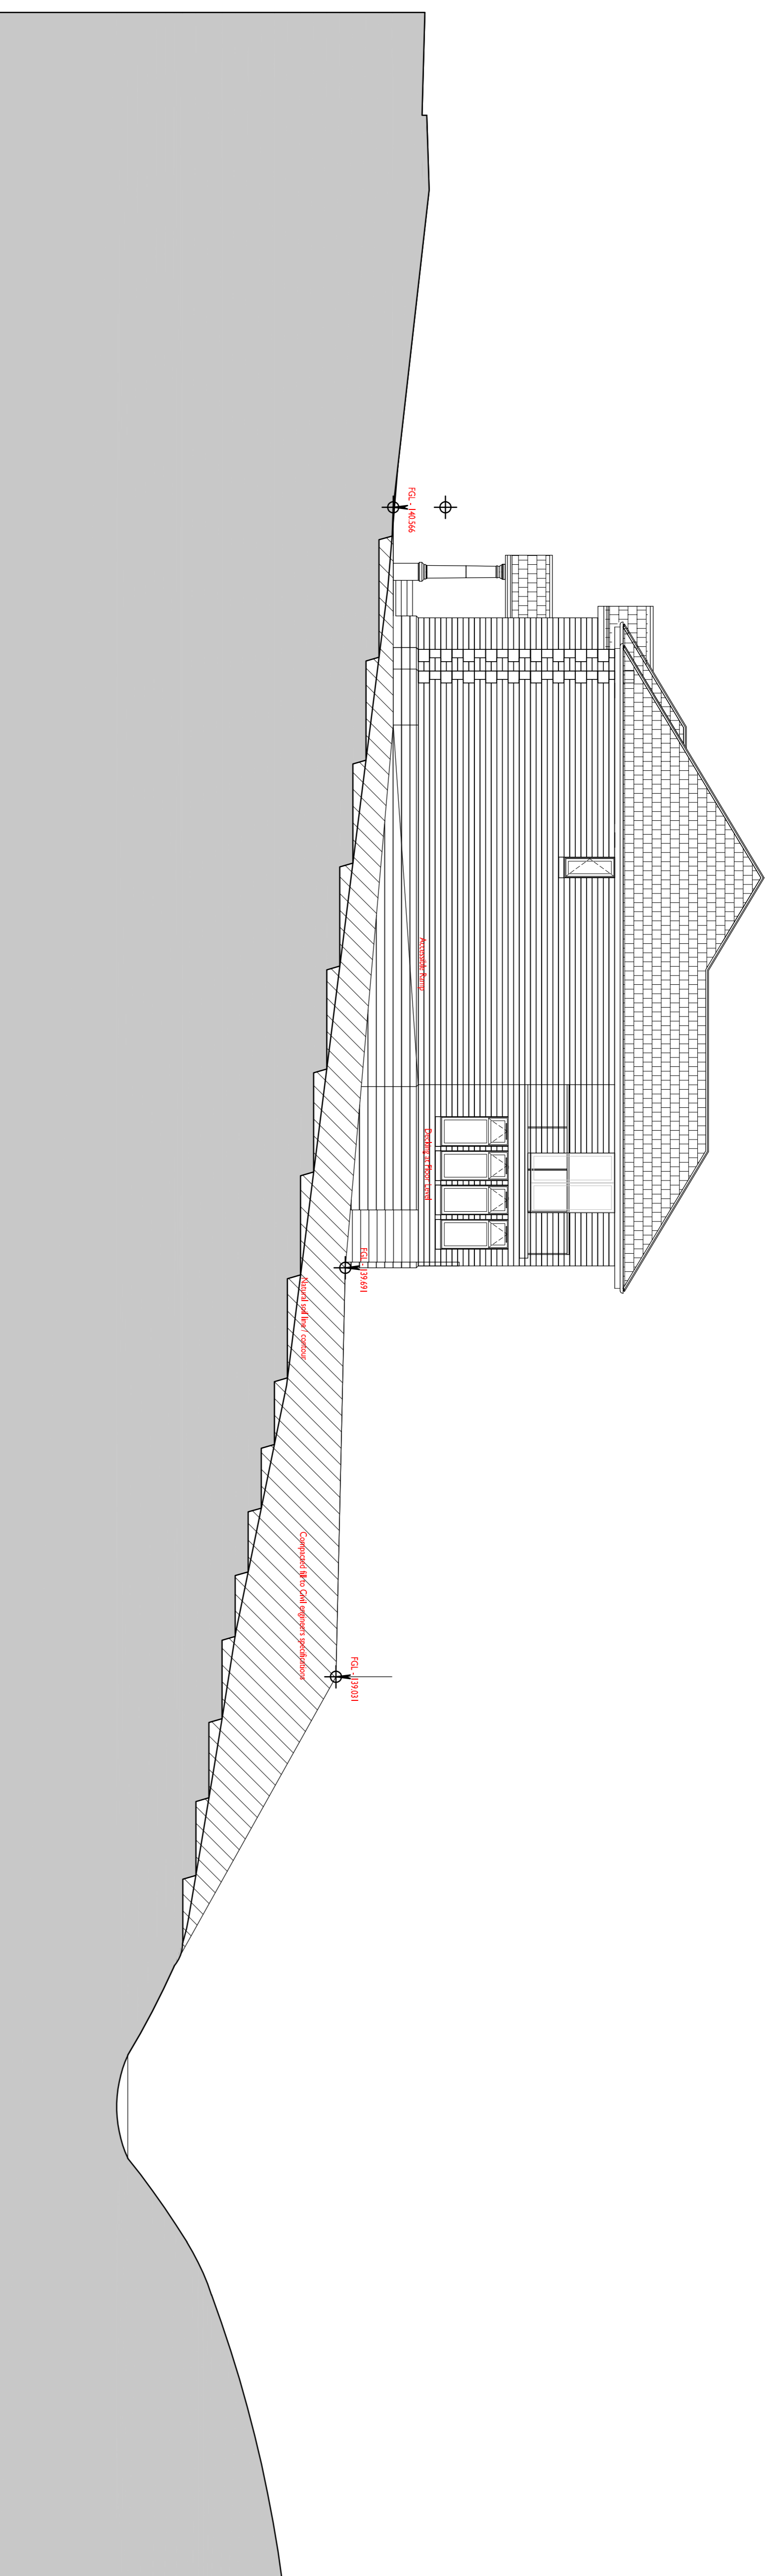 FGL - 140.566
Accessible Ramp
Decking at Floor Level
FGL - 139.691
Natural soil line / contour
Compacted fill to Civil engineers specifications
FGL - 139.031